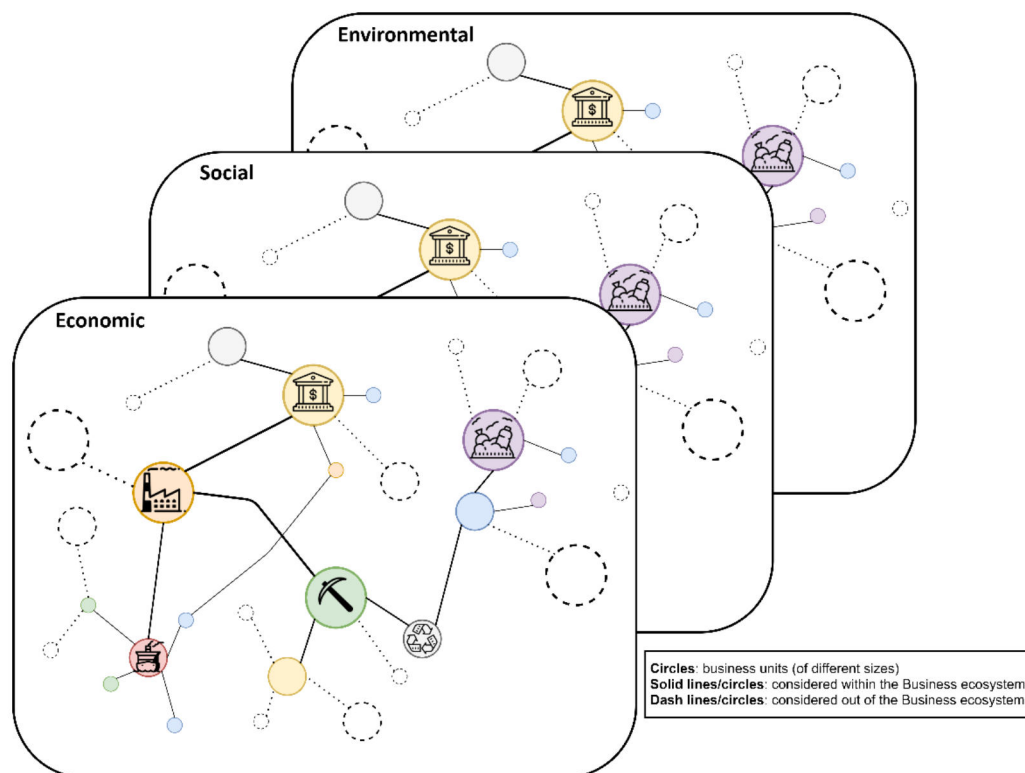 Environmental
$
Social
$
Economic
$
Circles: business units (of different sizes)
Solid lines/circles: considered within the Business ecosystem
Dash lines/circles: considered out of the Business ecosystem